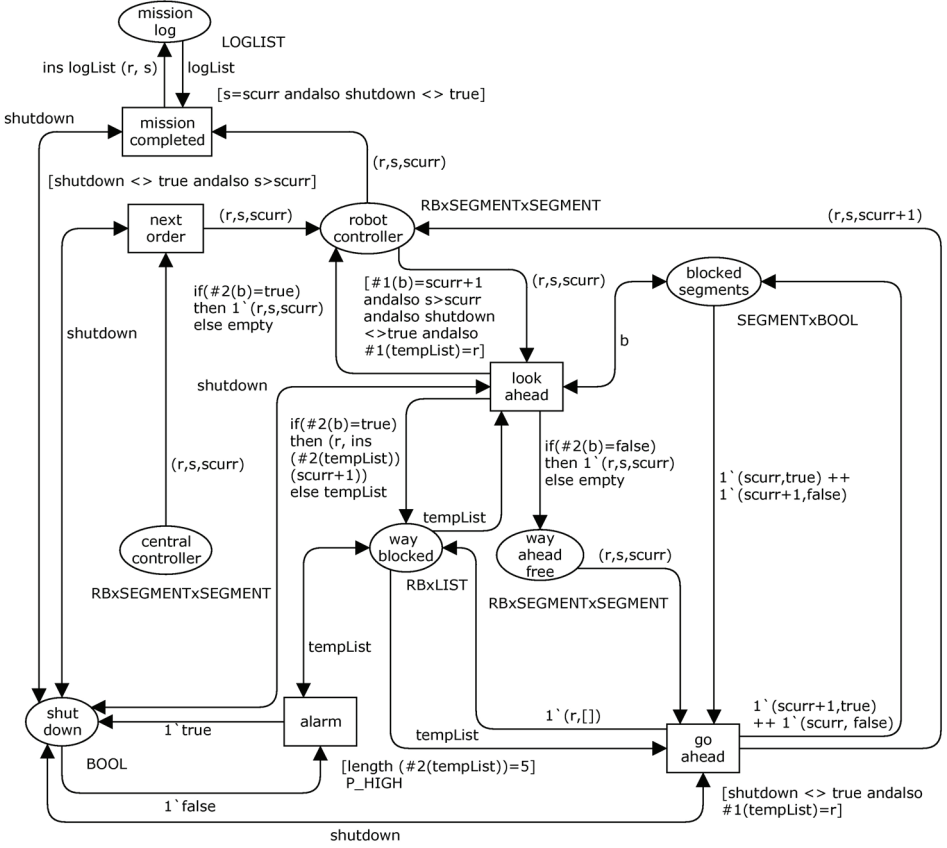 mission
log
LOGLIST
ins logList (r, s)
logList
[s=scurr andalso shutdown <> true]
shutdown
mission
completed
(r,s,scurr)
[shutdown <> true andalso s>scurr]
RBxSEGMENTxSEGMENT
next
order
(r,s,scurr)
robot
controller
(r,s,scurr+1)
if(#2(b)=true)
then 1`(r,s,scurr)
else empty
[#1(b)=scurr+1
andalso s>scurr
andalso shutdown
<>true andalso
#1(tempList)=r]
(r,s,scurr)
blocked
segments
SEGMENTxBOOL
shutdown
b
shutdown
look
ahead
if(#2(b)=true)
then (r, ins
(#2(tempList))
(scurr+1))
else tempList
if(#2(b)=false)
then 1`(r,s,scurr)
else empty
(r,s,scurr)
1`(scurr,true) ++
1`(scurr+1,false)
tempList
central
controller
way
blocked
way
ahead
free
(r,s,scurr)
RBxSEGMENTxSEGMENT
RBxLIST
RBxSEGMENTxSEGMENT
tempList
shut
down
1`true
alarm
1`(r,[])
tempList
1`(scurr+1,true)
++ 1`(scurr, false)
go
ahead
BOOL
[length (#2(tempList))=5]
P_HIGH
1`false
[shutdown <> true andalso
#1(tempList)=r]
shutdown